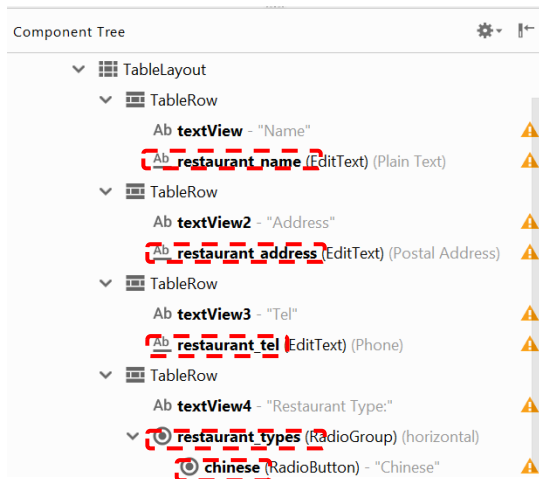 Component Tree
TableLayout
TableRow
Ab textView - "Name"
Ab restaurant_name (EditText) (Plain Text)
TableRow
Ab textView2 - "Address"
Ab restaurant_address (EditText) (Postal Address)
TableRow
Ab textView3 - "Tel"
Ab restaurant_tel (EditText) (Phone)
TableRow
Ab textView4 - "Restaurant Type:"
restaurant_types (RadioGroup) (horizontal)
chinese (RadioButton) - "Chinese"